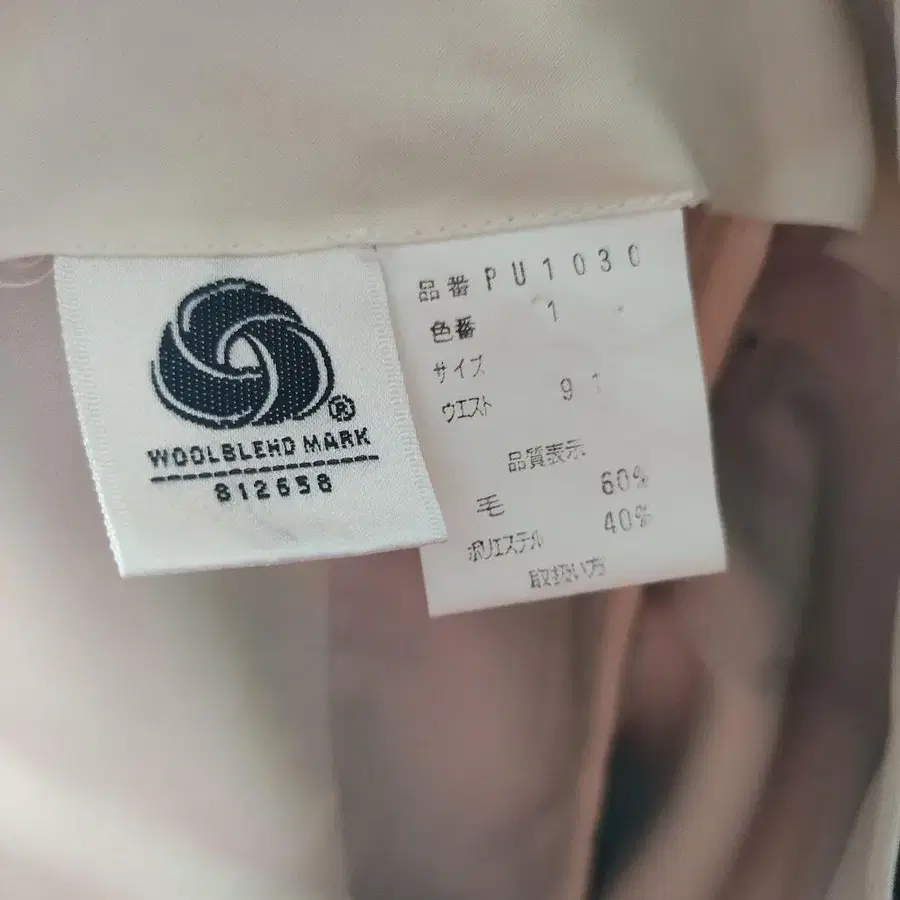 ®
WOOLBLEND MARK
812658
品番 PU1030
色番 1
サイズ
ウエスト 91
品質表示
毛 60%
ポリエステル 40%
取扱い方